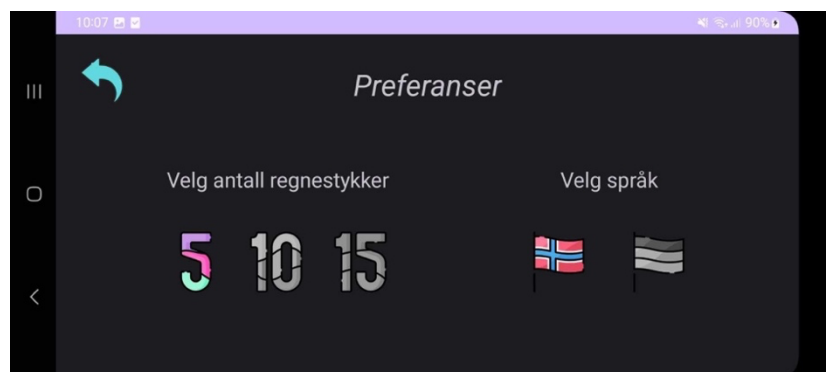 10:07 90%
Preferanser
Velg antall regnestykker
Velg språk
5 10 15